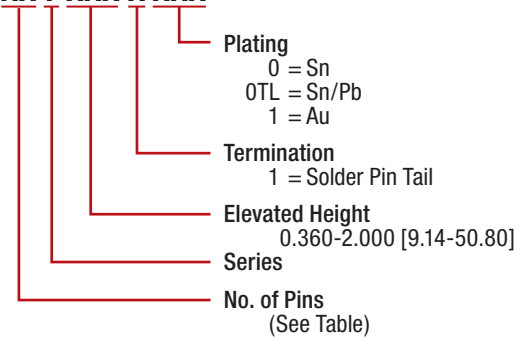 Plating
0 = Sn
0TL = Sn/Pb
1 = Au
Termination
1 = Solder Pin Tail
Elevated Height
0.360-2.000 [9.14-50.80]
Series
No. of Pins
(See Table)